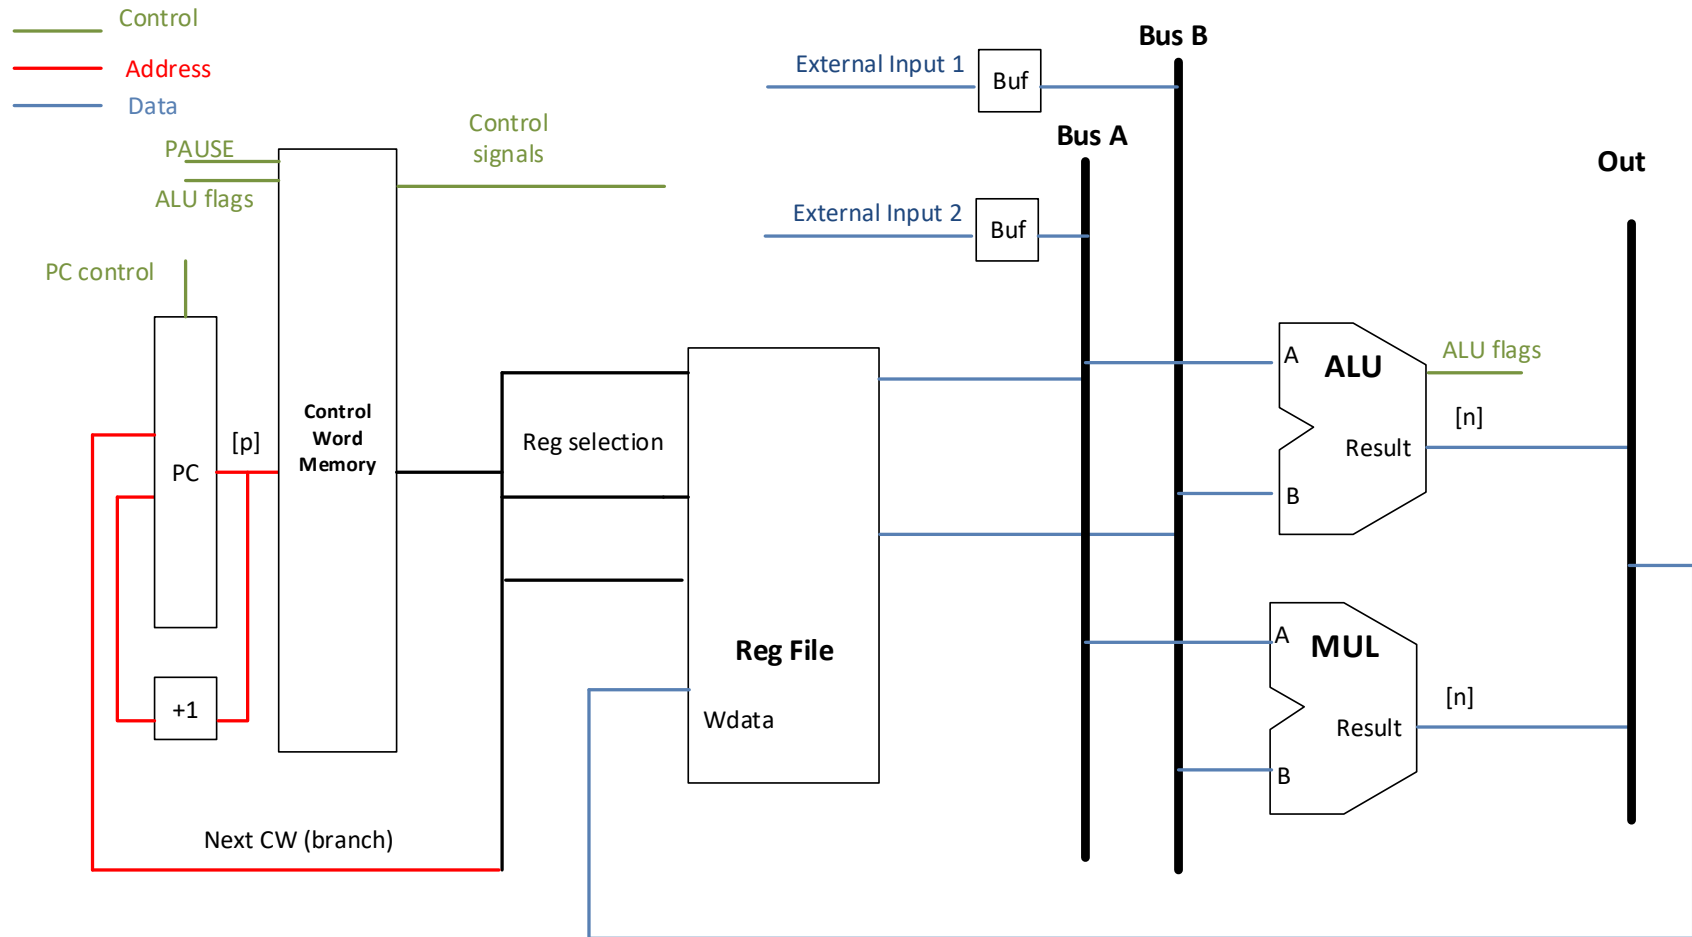 Control
Address
Data
PAUSE
ALU flags
Control
signals
PC control
[p]
PC
+1
Control
Word
Memory
Next CW (branch)
Reg selection
Reg File
Wdata
External Input 1
Buf
External Input 2
Buf
Bus B
Bus A
Out
A
ALU
ALU flags
[n]
Result
B
A
MUL
[n]
Result
B